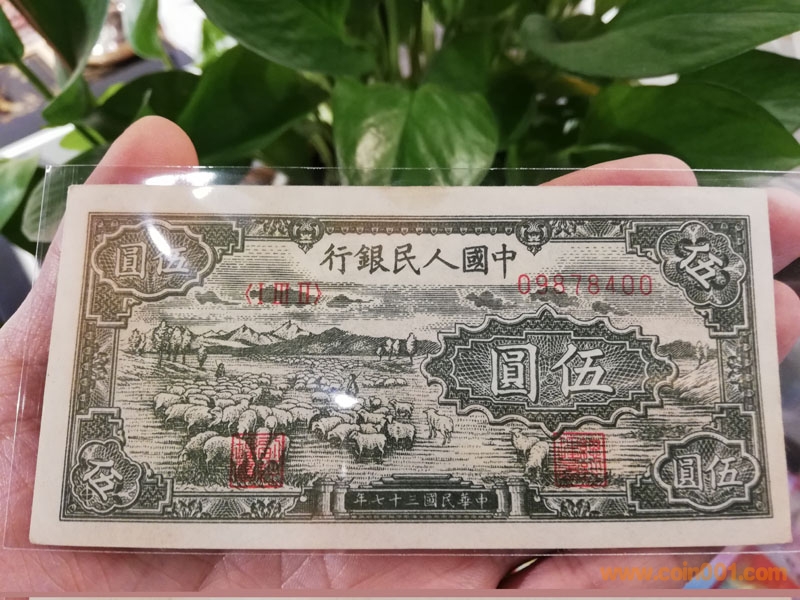 中國人民銀行
伍圓
伍
〈I III II〉
09878400
伍圓
伍
伍圓
中華民國三十七年
www.coin001.com